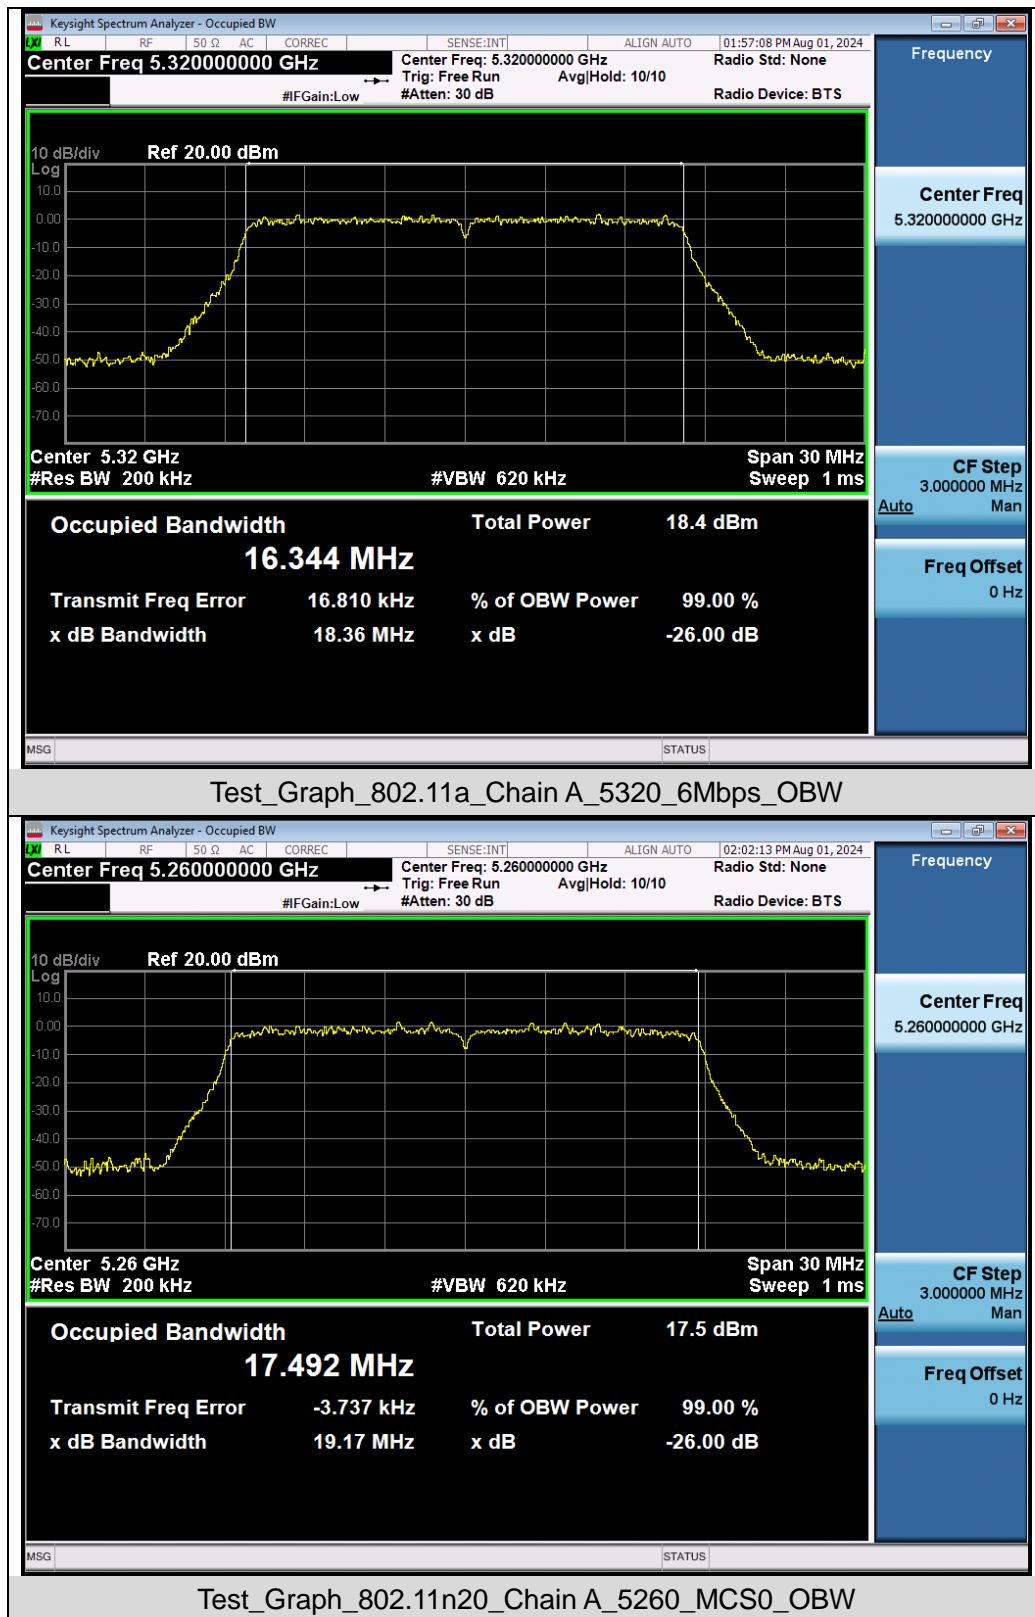 Keysight Spectrum Analyzer - Occupied BW
LXI RL RF 50 Ω AC CORREC SENSE:INT ALIGN AUTO 01:57:08 PM Aug 01, 2024
Center Freq 5.320000000 GHz
Center Freq: 5.320000000 GHz
Radio Std: None
Trig: Free Run Avg|Hold: 10/10
#IFGain:Low
#Atten: 30 dB
Radio Device: BTS
Frequency
10 dB/div Ref 20.00 dBm
Log
10.0
0.00
-10.0
-20.0
-30.0
-40.0
-50.0
-60.0
-70.0
Center Freq
5.320000000 GHz
Center 5.32 GHz Span 30 MHz
#Res BW 200 kHz #VBW 620 kHz Sweep 1 ms
CF Step
3.000000 MHz
Auto Man
Occupied Bandwidth Total Power 18.4 dBm
16.344 MHz
Freq Offset
0 Hz
Transmit Freq Error 16.810 kHz % of OBW Power 99.00 %
x dB Bandwidth 18.36 MHz x dB -26.00 dB
MSG STATUS
Test_Graph_802.11a_Chain A_5320_6Mbps_OBW
Keysight Spectrum Analyzer - Occupied BW
LXI RL RF 50 Ω AC CORREC SENSE:INT ALIGN AUTO 02:02:13 PM Aug 01, 2024
Center Freq 5.260000000 GHz
Center Freq: 5.260000000 GHz
Radio Std: None
Trig: Free Run Avg|Hold: 10/10
#IFGain:Low
#Atten: 30 dB
Radio Device: BTS
Frequency
10 dB/div Ref 20.00 dBm
Log
10.0
0.00
-10.0
-20.0
-30.0
-40.0
-50.0
-60.0
-70.0
Center Freq
5.260000000 GHz
Center 5.26 GHz Span 30 MHz
#Res BW 200 kHz #VBW 620 kHz Sweep 1 ms
CF Step
3.000000 MHz
Auto Man
Occupied Bandwidth Total Power 17.5 dBm
17.492 MHz
Freq Offset
0 Hz
Transmit Freq Error -3.737 kHz % of OBW Power 99.00 %
x dB Bandwidth 19.17 MHz x dB -26.00 dB
MSG STATUS
Test_Graph_802.11n20_Chain A_5260_MCS0_OBW